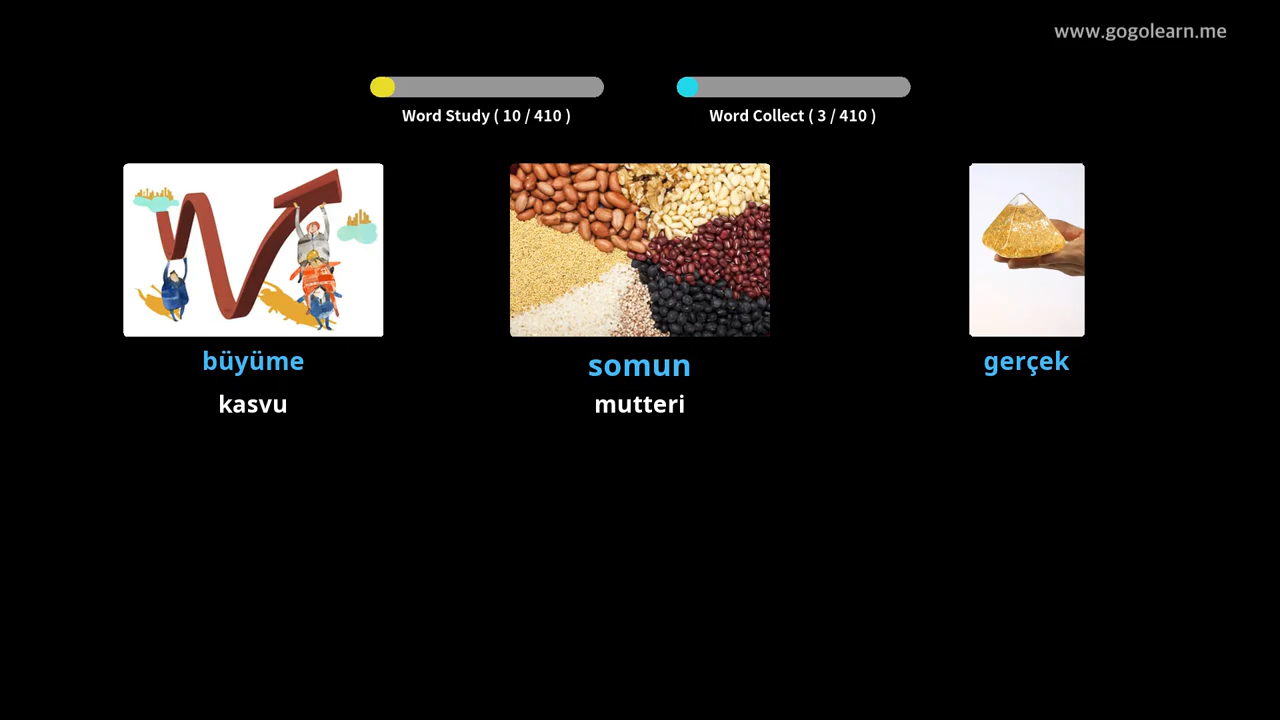 www.gogolearn.me
Word Study ( 10 / 410 )
Word Collect ( 3 / 410 )
büyüme
somun
gerçek
kasvu
mutteri